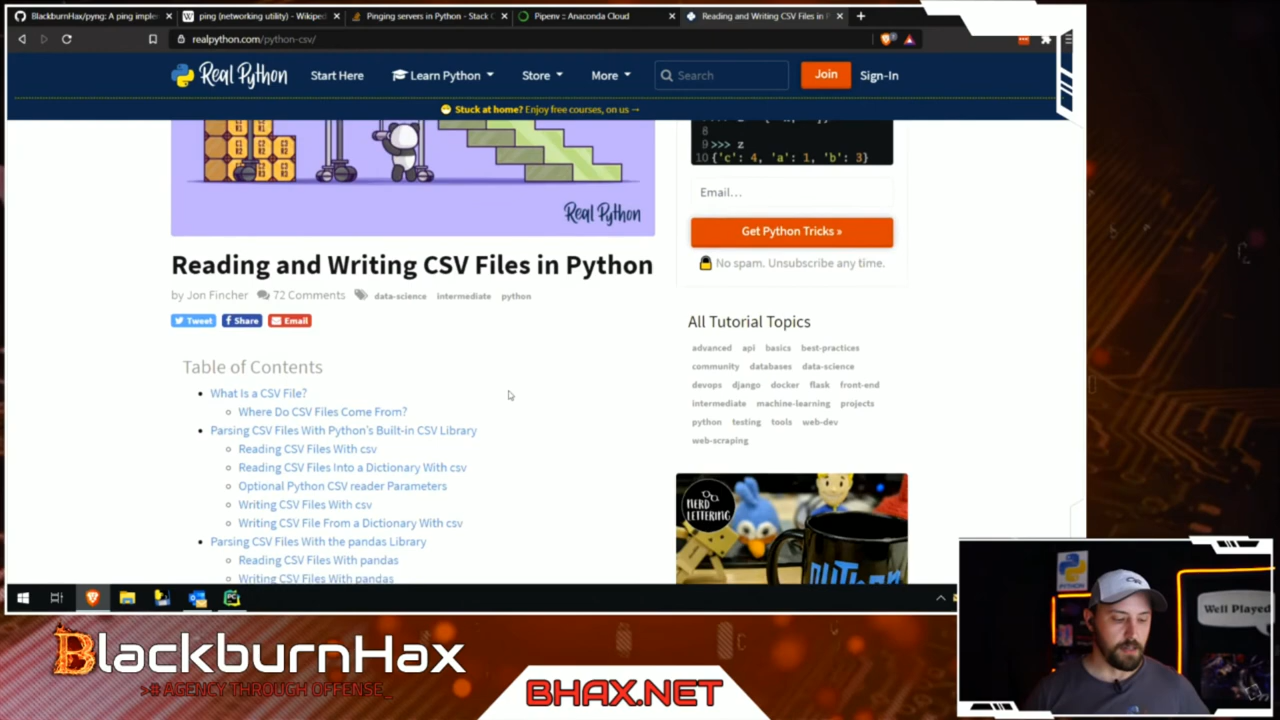 BlackburnHax/pyng: A ping imple
ping (networking utility) - Wikiped
Pinging servers in Python - Stack
Pipenv :: Anaconda Cloud
Reading and Writing CSV Files in
realpython.com/python-csv/
Real Python
Start Here
Learn Python
Store
More
Search
Join
Sign-In
Stuck at home? Enjoy free courses, on us →
Real Python
8
9 >>> z
10 {'c': 4, 'a': 1, 'b': 3}
Email...
Get Python Tricks »
No spam. Unsubscribe any time.
Reading and Writing CSV Files in Python
by Jon Fincher 72 Comments data-science intermediate python
Tweet Share Email
Table of Contents
What Is a CSV File?
Where Do CSV Files Come From?
Parsing CSV Files With Python's Built-in CSV Library
Reading CSV Files With csv
Reading CSV Files Into a Dictionary With csv
Optional Python CSV reader Parameters
Writing CSV Files With csv
Writing CSV File From a Dictionary With csv
Parsing CSV Files With the pandas Library
Reading CSV Files With pandas
Writing CSV Files With pandas
All Tutorial Topics
advanced api basics best-practices
community databases data-science
devops django docker flask front-end
intermediate machine-learning projects
python testing tools web-dev
web-scraping
NERD
LETTERING
python
PC
Well Played
BlackburnHax
># AGENCY THROUGH OFFENSE_
BHAX.NET